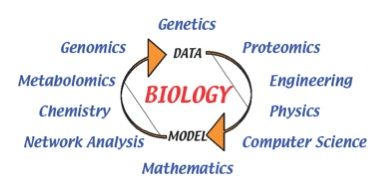 Genetics
Genomics DATA Proteomics
Metabolomics Engineering
BIOLOGY
Chemistry Physics
Network Analysis MODEL Computer Science
Mathematics